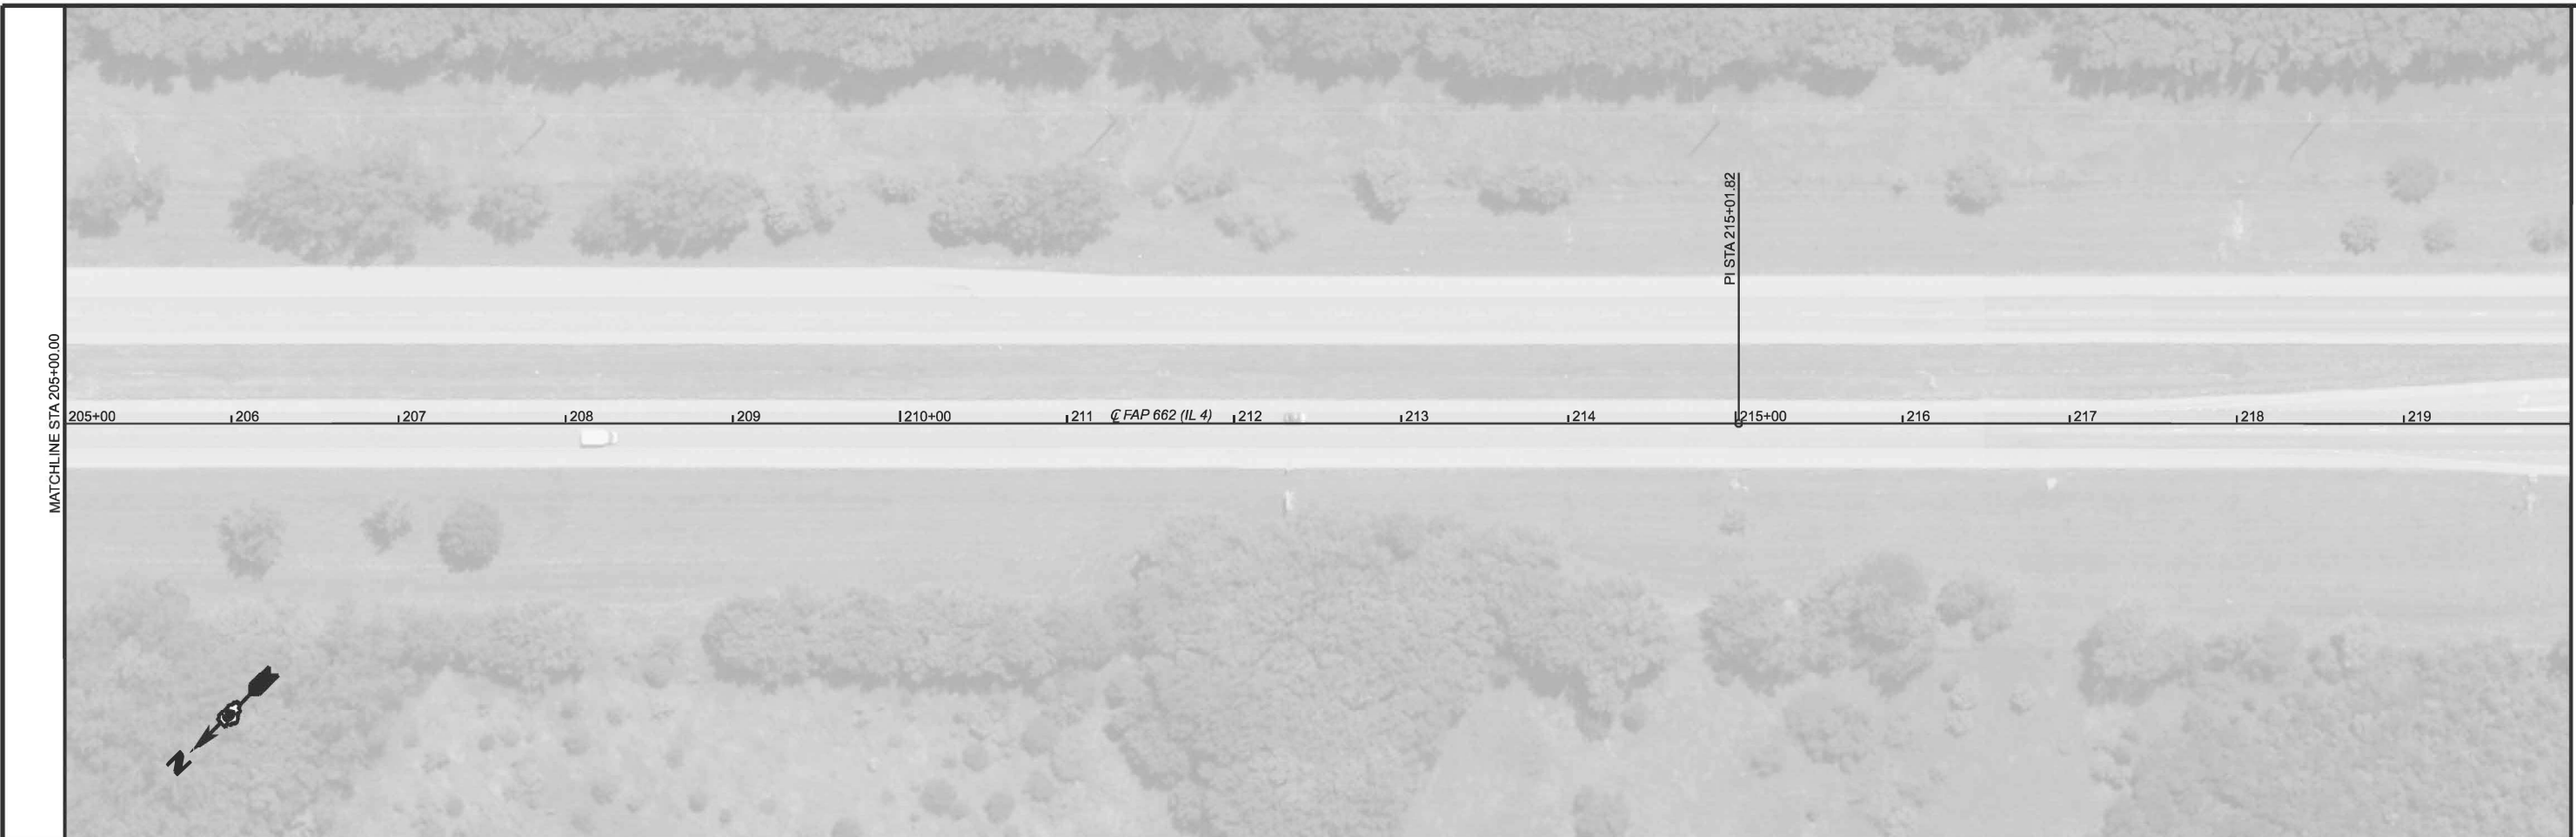 PI STA 215+01.82
MATCHLINE STA 205+00.00
205+00 206 207 208 209 210+00 211 ℄ FAP 662 (IL 4) 212 213 214 215+00 216 217 218 219
N